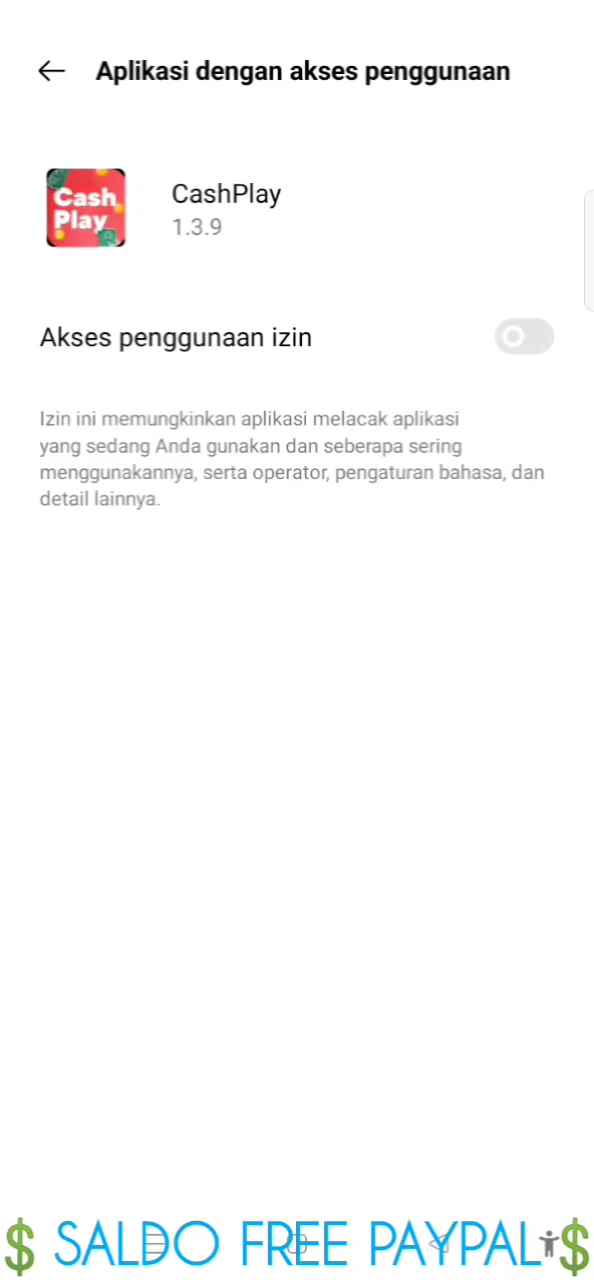 Aplikasi dengan akses penggunaan
Cash
Play
CashPlay
1.3.9
Akses penggunaan izin
Izin ini memungkinkan aplikasi melacak aplikasi
yang sedang Anda gunakan dan seberapa sering
menggunakannya, serta operator, pengaturan bahasa, dan
detail lainnya.
$ SALDO FREE PAYPAL $